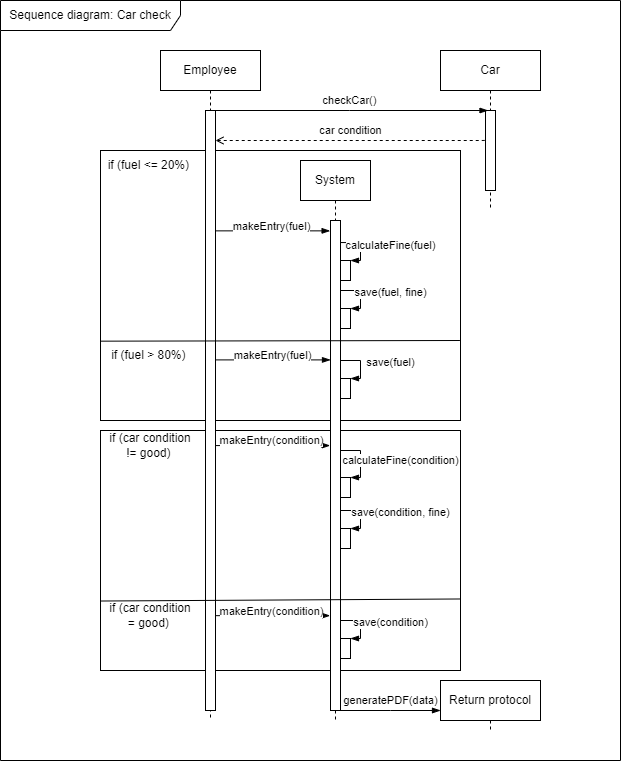 Sequence diagram: Car check
Employee
Car
checkCar()
car condition
if (fuel <= 20%)
System
makeEntry(fuel)
calculateFine(fuel)
save(fuel, fine)
if (fuel > 80%)
makeEntry(fuel)
save(fuel)
if (car condition
!= good)
makeEntry(condition)
calculateFine(condition)
save(condition, fine)
if (car condition
= good)
makeEntry(condition)
save(condition)
generatePDF(data)
Return protocol